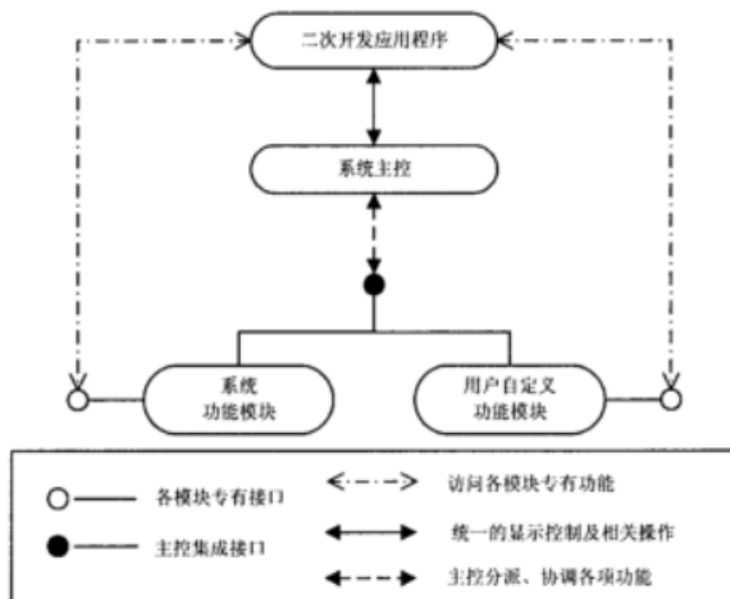 二次开发应用程序
系统主控
系统
功能模块
用户自定义
功能模块
各模块专有接口
访问各模块专有功能
主控集成接口
统一的显示控制及相关操作
主控分派、协调各项功能